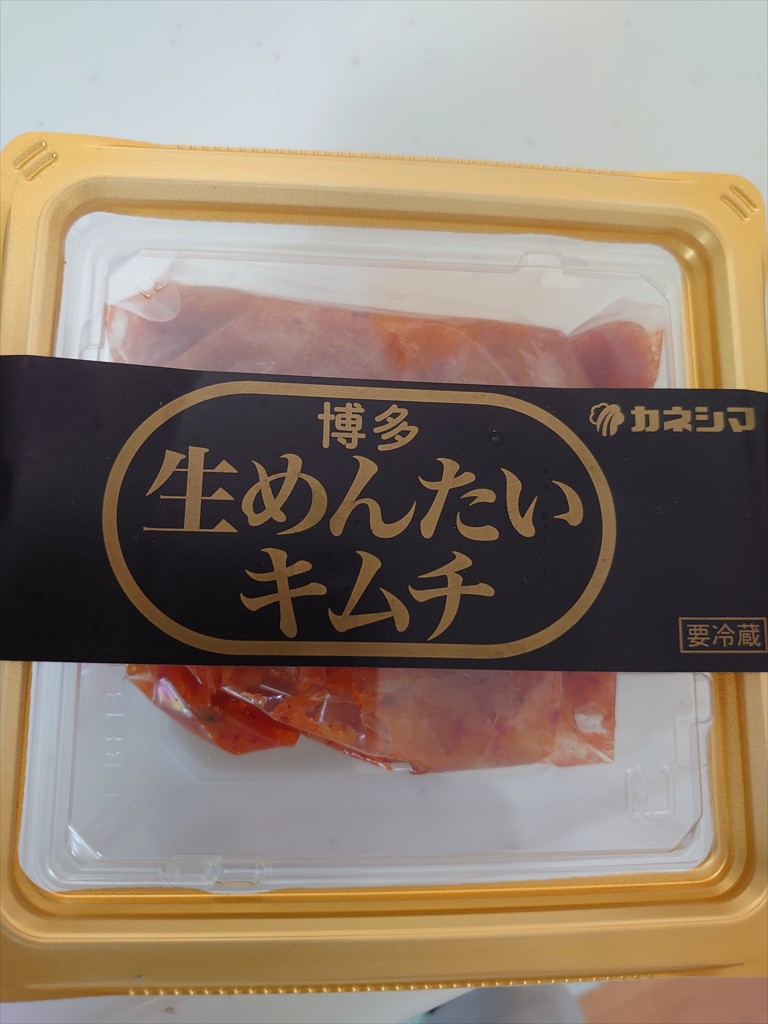 博多
生めんたい
キムチ
カネシマ
要冷蔵